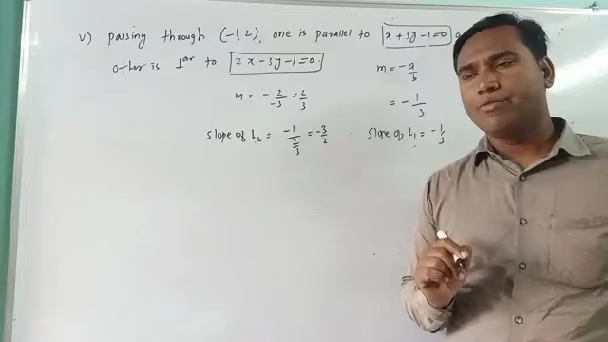 v) passing through (-1, 2), one is parallel to x + 3y - 1 = 0 a
other is ⊥ar to 2x - 3y - 1 = 0.
m = - a/b
m = - 2/-3 = 2/3
= - 1/3
slope of L2 = -1/(2/3) = -3/2
slope of L1 = - 1/3